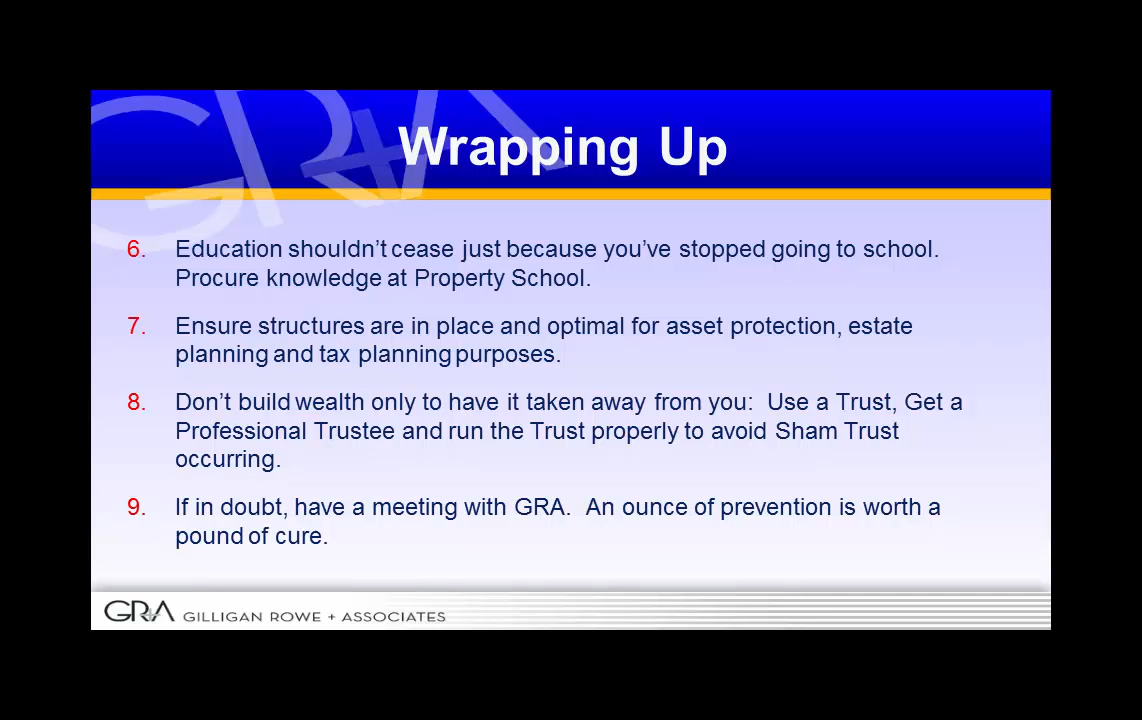 Wrapping Up
6. Education shouldn’t cease just because you’ve stopped going to school.
Procure knowledge at Property School.
7. Ensure structures are in place and optimal for asset protection, estate
planning and tax planning purposes.
8. Don’t build wealth only to have it taken away from you:  Use a Trust, Get a
Professional Trustee and run the Trust properly to avoid Sham Trust
occurring.
9. If in doubt, have a meeting with GRA.  An ounce of prevention is worth a
pound of cure.
GRA GILLIGAN ROWE + ASSOCIATES